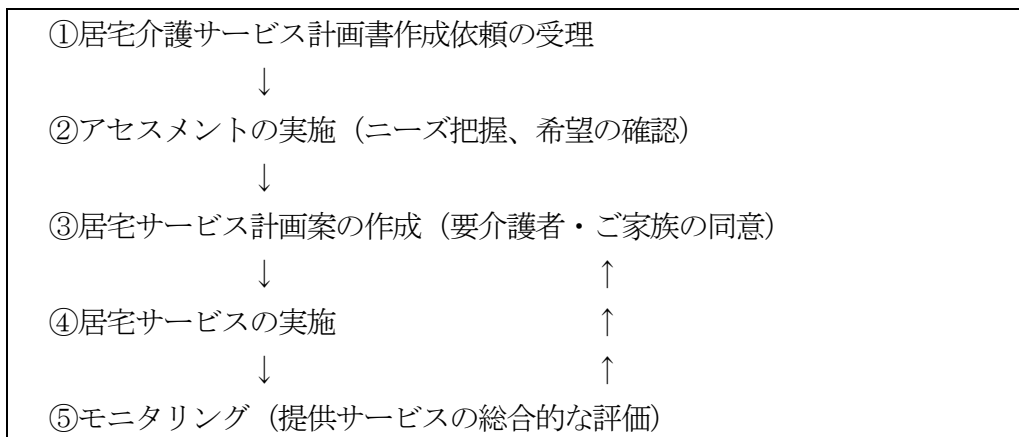 ①居宅介護サービス計画書作成依頼の受理
↓
②アセスメントの実施（ニーズ把握、希望の確認）
↓
③居宅サービス計画案の作成（要介護者・ご家族の同意）
↓ ↑
④居宅サービスの実施 ↑
↓ ↑
⑤モニタリング（提供サービスの総合的な評価）